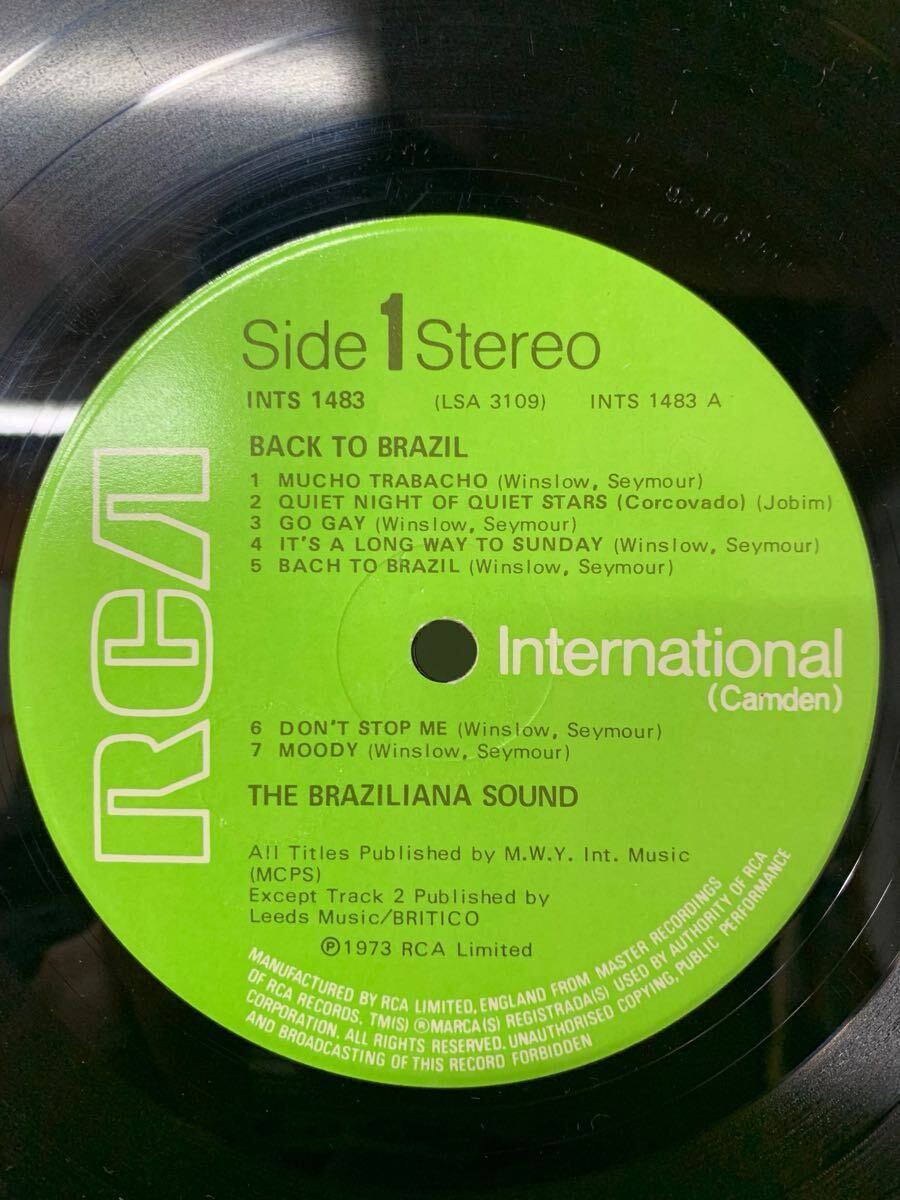 Side 1 Stereo
INTS 1483 (LSA 3109) INTS 1483 A
BACK TO BRAZIL
1 MUCHO TRABACHO (Winslow, Seymour)
2 QUIET NIGHT OF QUIET STARS (Corcovado) (Jobim)
3 GO GAY (Winslow, Seymour)
4 IT'S A LONG WAY TO SUNDAY (Winslow, Seymour)
5 BACH TO BRAZIL (Winslow, Seymour)
RCA
International
(Camden)
6 DON'T STOP ME (Winslow, Seymour)
7 MOODY (Winslow, Seymour)
THE BRAZILIANA SOUND
All Titles Published by M.W.Y. Int. Music
(MCPS)
Except Track 2 Published by
Leeds Music/BRITICO
Ⓟ1973 RCA Limited
MANUFACTURED BY RCA LIMITED, ENGLAND FROM MASTER RECORDINGS
OF RCA RECORDS. TM(S) ®MARCA(S) REGISTRADA(S) USED BY AUTHORITY OF RCA
CORPORATION. ALL RIGHTS RESERVED. UNAUTHORISED COPYING, PUBLIC PERFORMANCE
AND BROADCASTING OF THIS RECORD FORBIDDEN